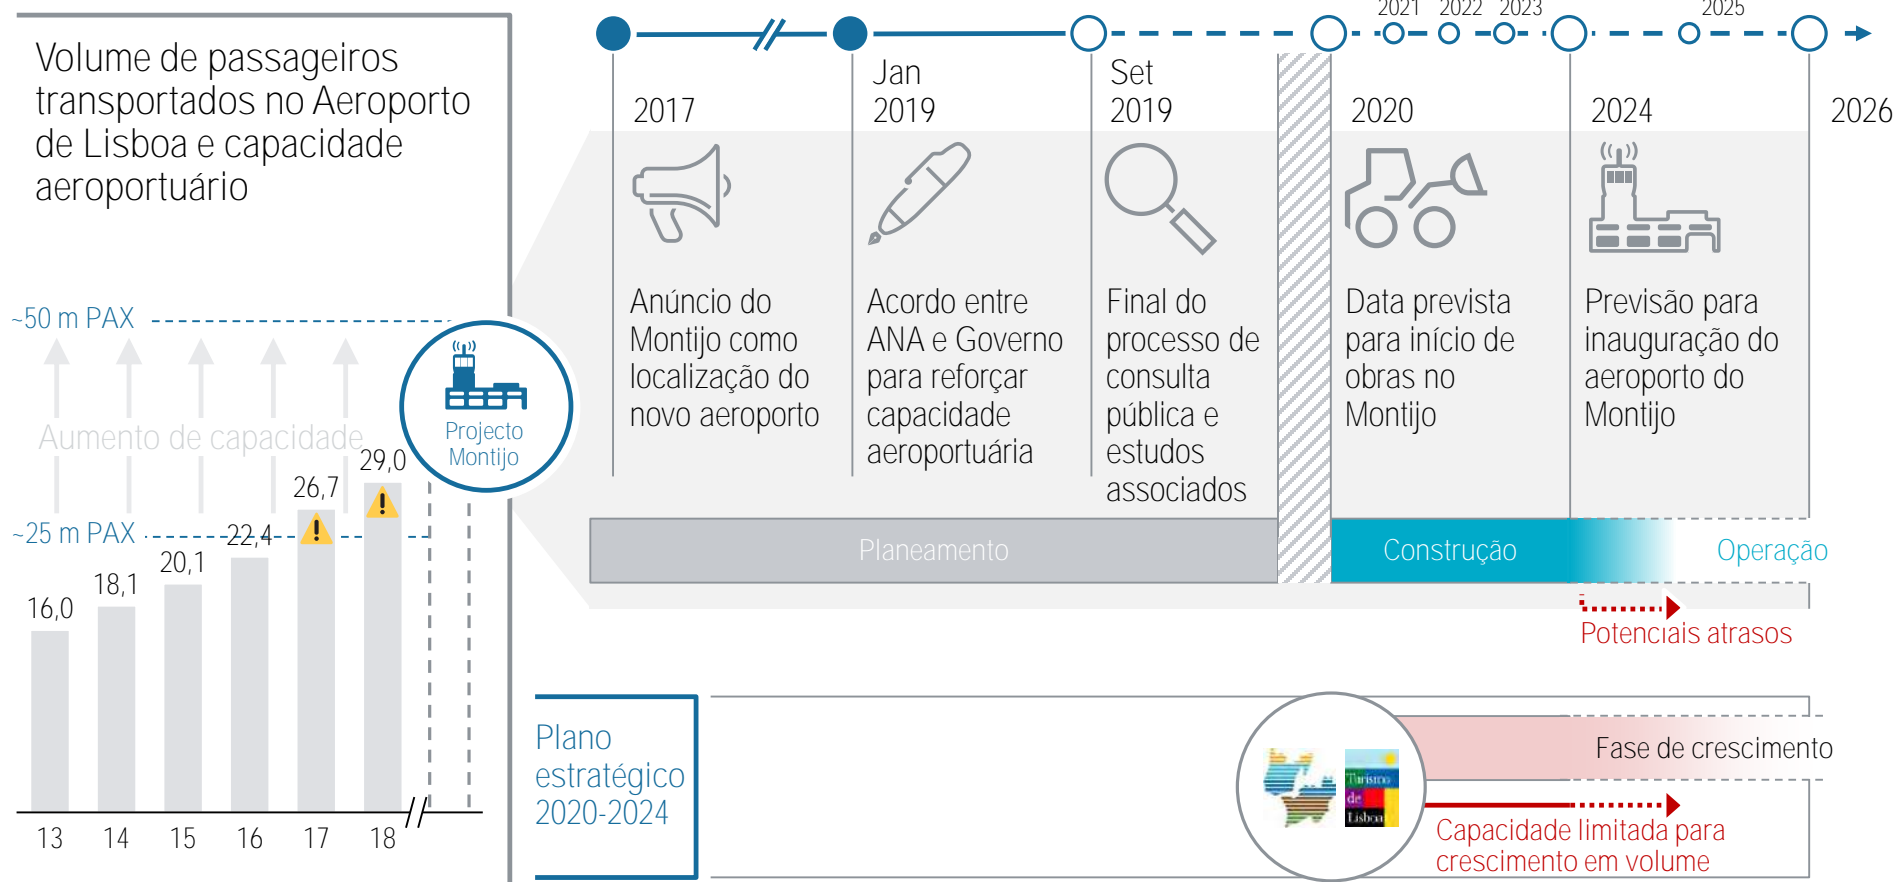 Volume de passageiros
transportados no Aeroporto
de Lisboa e capacidade
aeroportuário
~50 m PAX
Aumento de capacidade
~25 m PAX
16,0
18,1
20,1
22,4
26,7
29,0
13
14
15
16
17
18
Projecto
Montijo
2021
2022
2023
2025
2017
Jan
2019
Set
2019
2020
2024
2026
Anúncio do
Montijo como
localização do
novo aeroporto
Acordo entre
ANA e Governo
para reforçar
capacidade
aeroportuária
Final do
processo de
consulta
pública e
estudos
associados
Data prevista
para início de
obras no
Montijo
Previsão para
inauguração do
aeroporto do
Montijo
Planeamento
Construção
Operação
Potenciais atrasos
Plano
estratégico
2020-2024
Turismo
de
Lisboa
Fase de crescimento
Capacidade limitada para
crescimento em volume